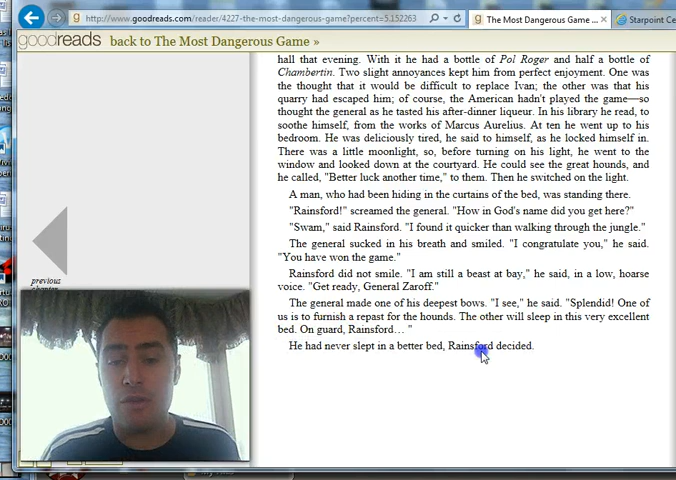 http://www.goodreads.com/reader/4227-the-most-dangerous-game?percent=5.152263
The Most Dangerous Game ...
Starpoint Ce
goodreads back to The Most Dangerous Game »
hall that evening. With it he had a bottle of Pol Roger and half a bottle of
Chambertin. Two slight annoyances kept him from perfect enjoyment. One was
the thought that it would be difficult to replace Ivan; the other was that his
quarry had escaped him; of course, the American hadn't played the game—so
thought the general as he tasted his after-dinner liqueur. In his library he read, to
soothe himself, from the works of Marcus Aurelius. At ten he went up to his
bedroom. He was deliciously tired, he said to himself, as he locked himself in.
There was a little moonlight, so, before turning on his light, he went to the
window and looked down at the courtyard. He could see the great hounds, and
he called, "Better luck another time," to them. Then he switched on the light.
A man, who had been hiding in the curtains of the bed, was standing there.
"Rainsford!" screamed the general. "How in God's name did you get here?"
"Swam," said Rainsford. "I found it quicker than walking through the jungle."
The general sucked in his breath and smiled. "I congratulate you," he said.
"You have won the game."
Rainsford did not smile. "I am still a beast at bay," he said, in a low, hoarse
voice. "Get ready, General Zaroff."
The general made one of his deepest bows. "I see," he said. "Splendid! One of
us is to furnish a repast for the hounds. The other will sleep in this very excellent
bed. On guard, Rainsford… "
He had never slept in a better bed, Rainsford decided.
previous
chapter